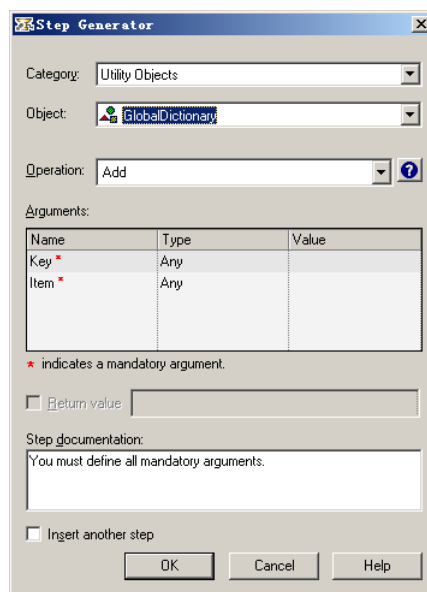 Step Generator
Category: Utility Objects
Object: GlobalDictionary
Operation: Add
Arguments:
Name Type Value
Key * Any
Item * Any
* indicates a mandatory argument.
Return value
Step documentation:
You must define all mandatory arguments.
Insert another step
OK Cancel Help